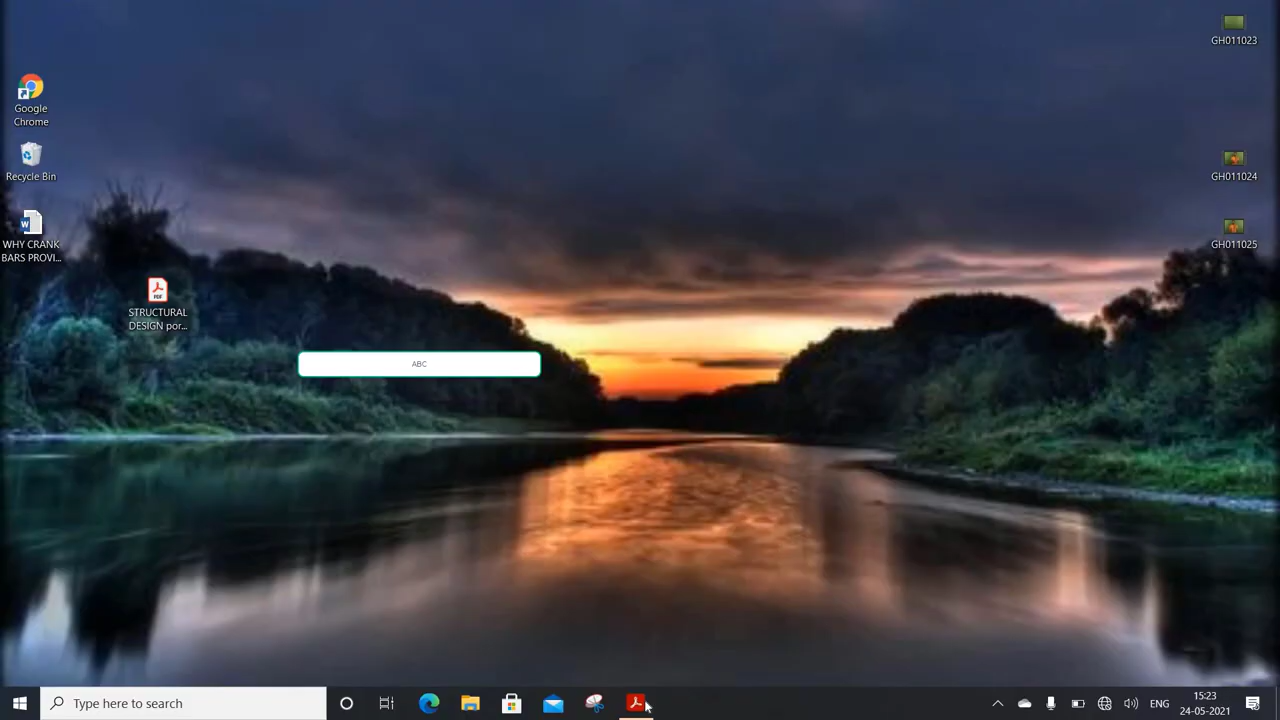 GH011023
Google
Chrome
Recycle Bin
GH011024
WHY CRANK
BARS PROVI...
GH011025
PDF
STRUCTURAL
DESIGN por...
ABC
Type here to search
ENG
15:23
24-05-2021